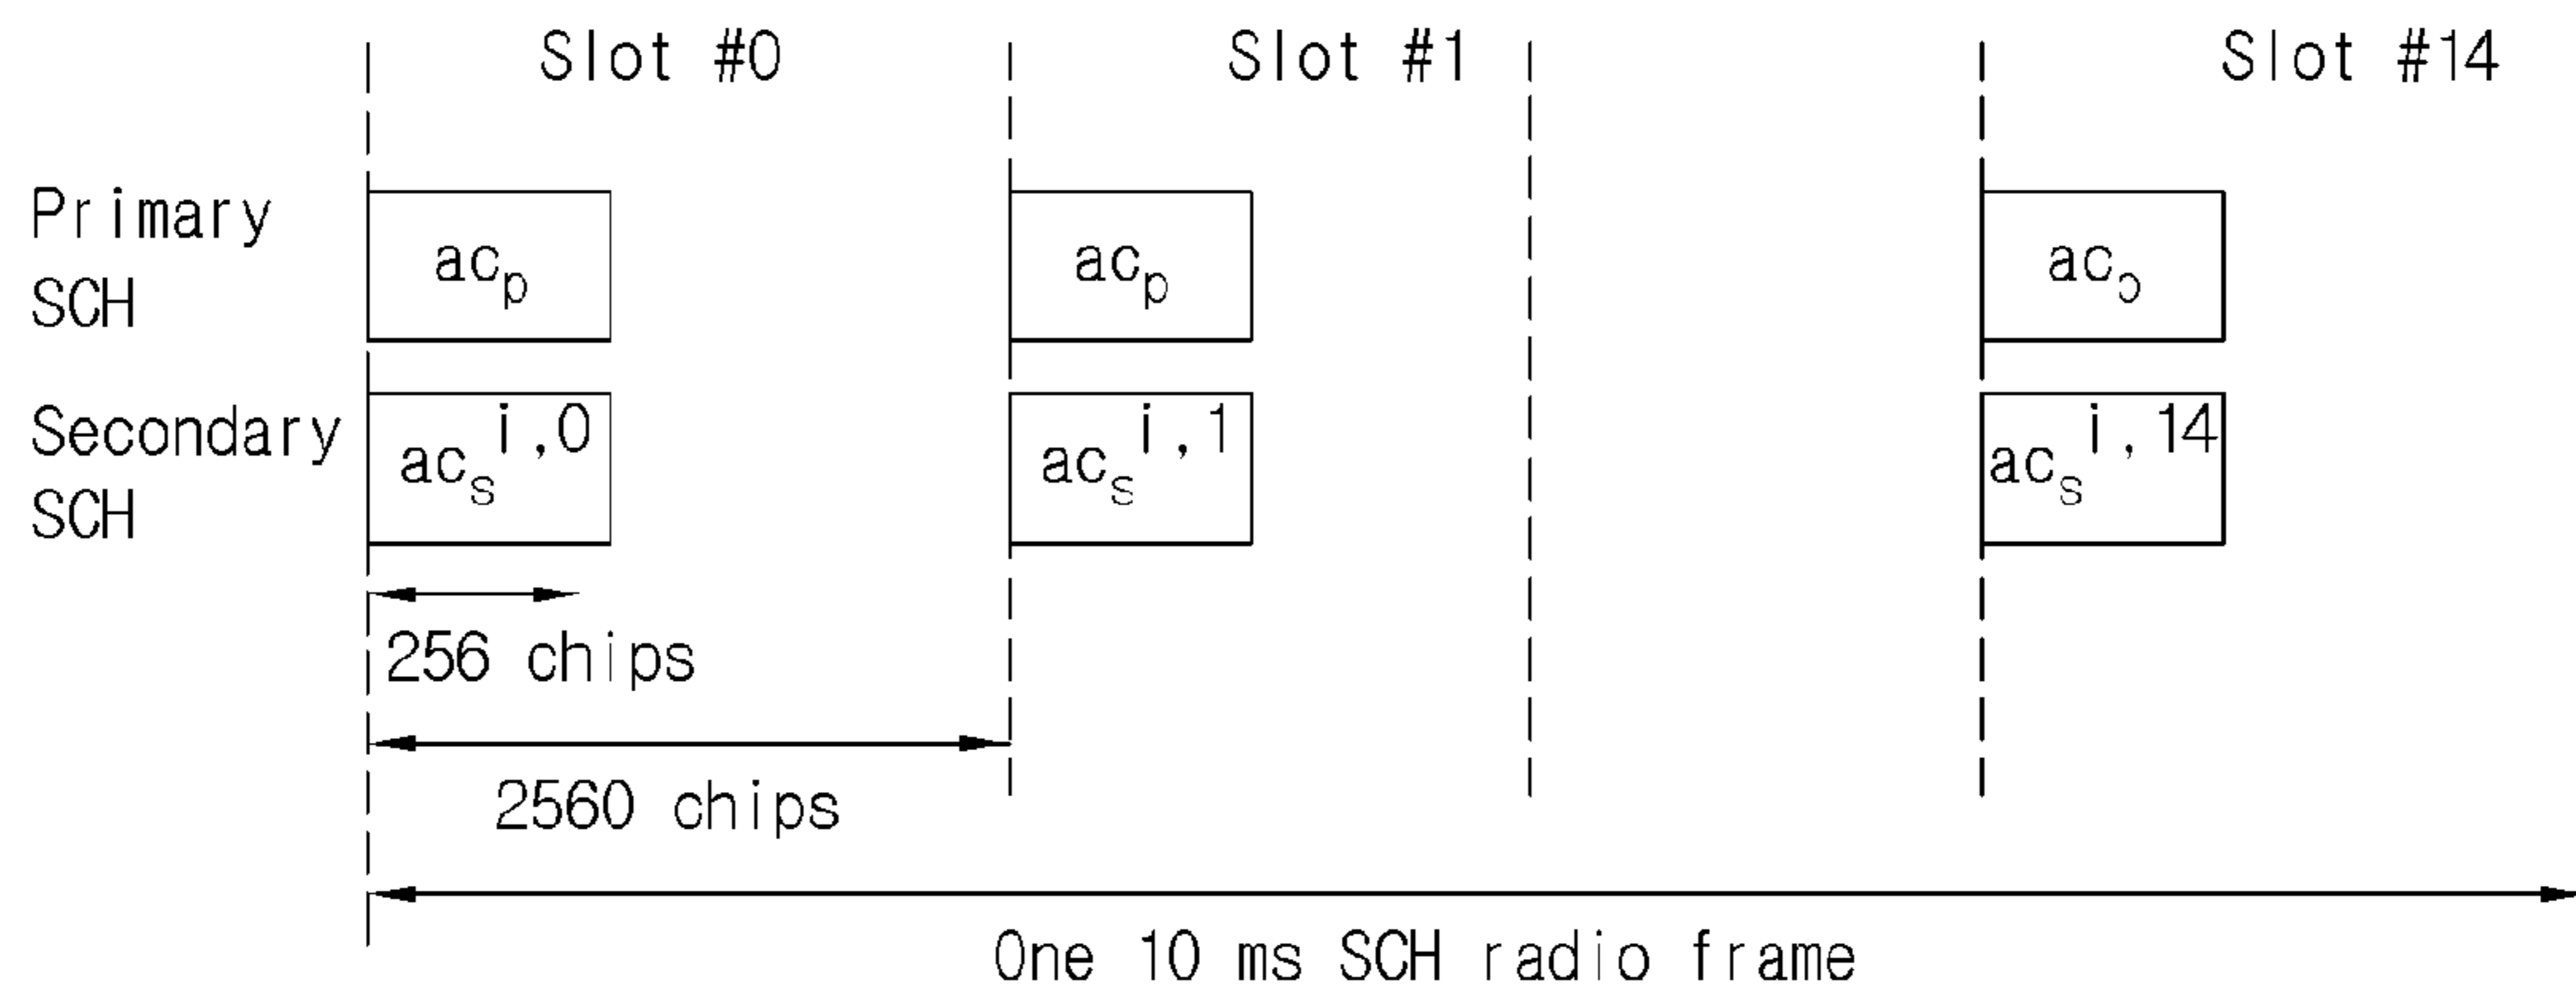 Slot #0 Slot #1 Slot #14
Primary
SCH
ac_p ac_p ac_ɔ
Secondary
SCH
ac_s^i,0 ac_s^i,1 ac_s^i,14
256 chips
2560 chips
One 10 ms SCH radio frame